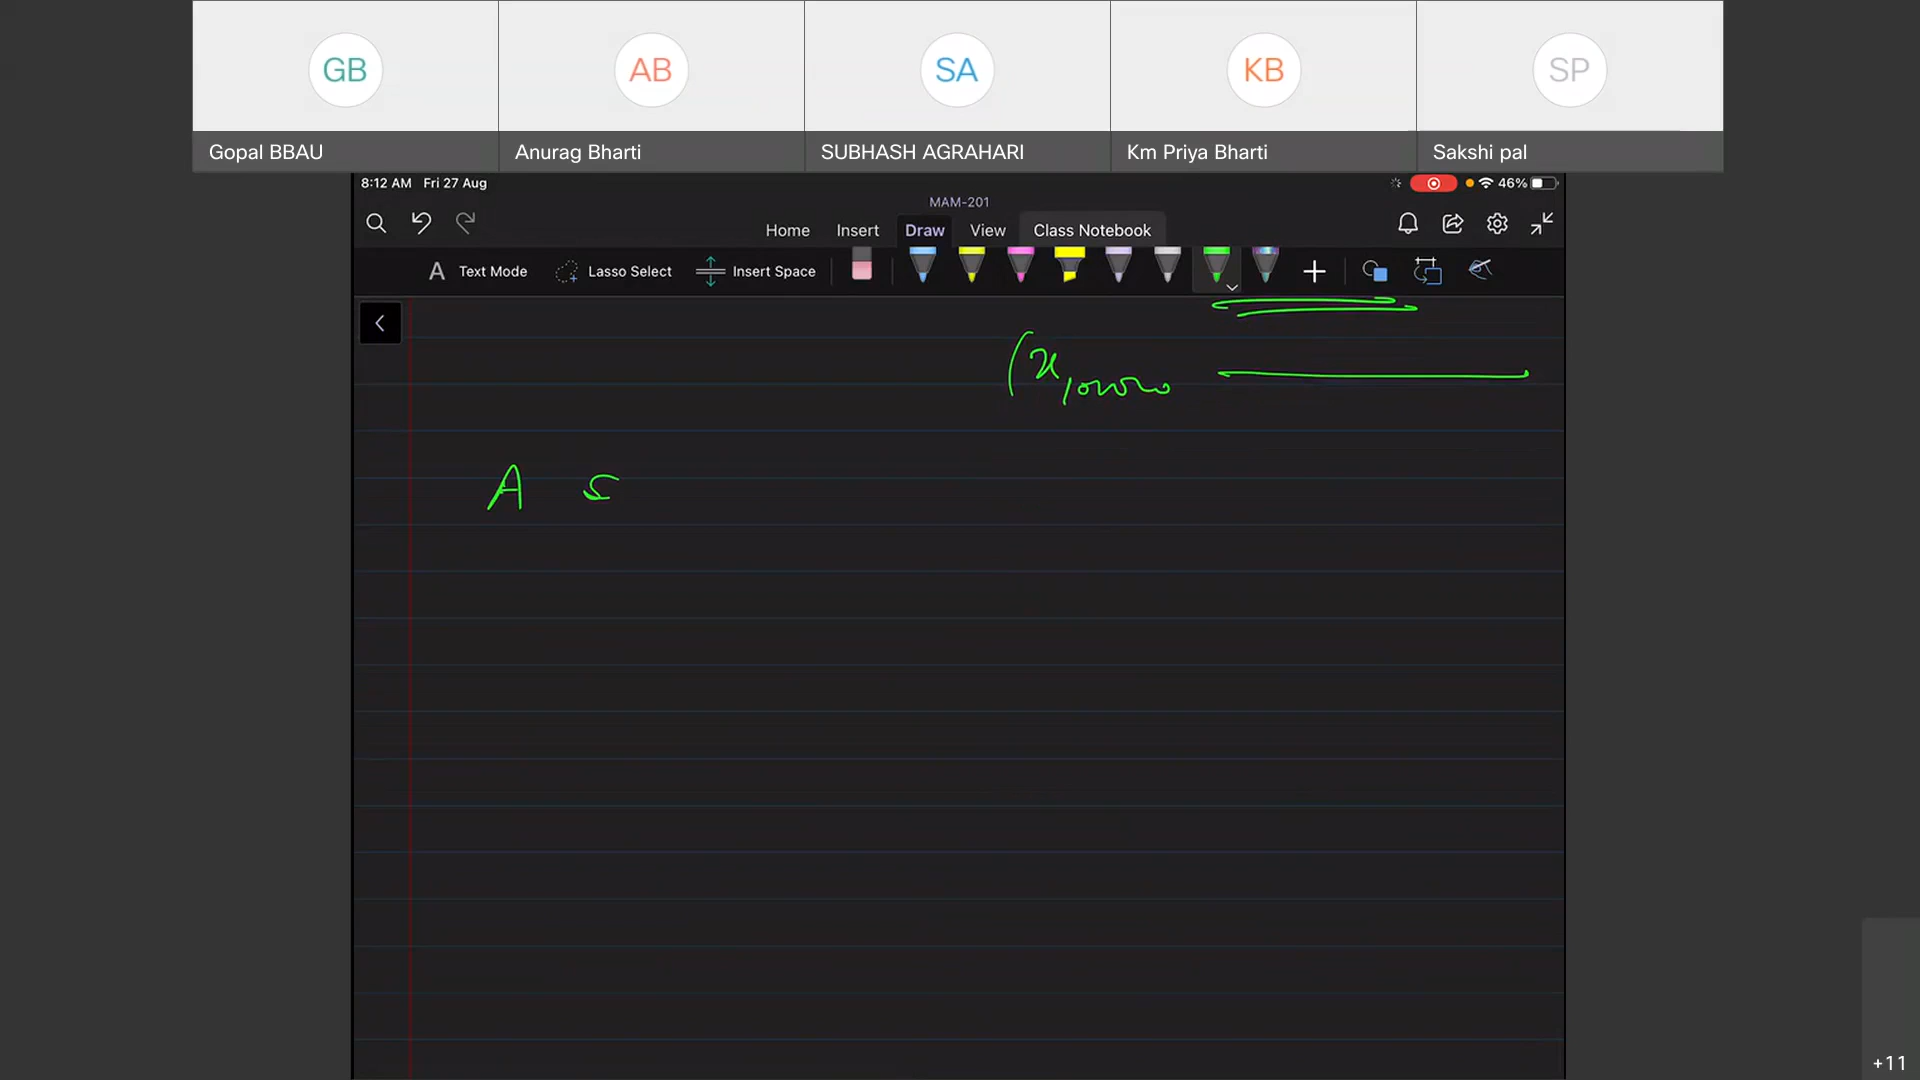 GB AB SA KB SP
Gopal BBAU Anurag Bharti SUBHASH AGRAHARI Km Priya Bharti Sakshi pal
8:12 AM Fri 27 Aug 46%
MAM-201
Home Insert Draw View Class Notebook
A Text Mode Lasso Select Insert Space
(x
A
+11